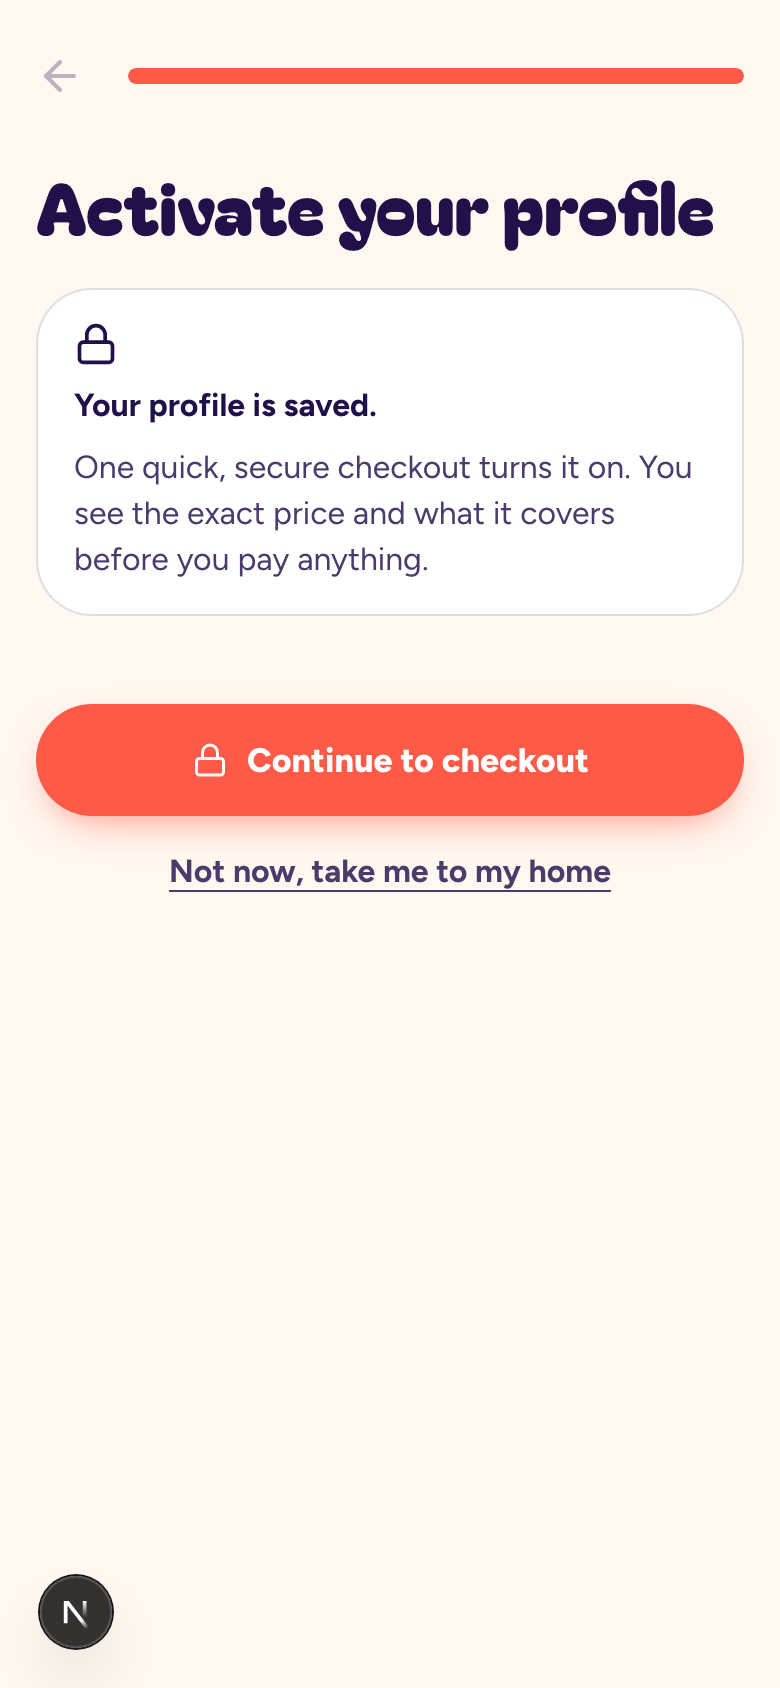 Activate your profile
Your profile is saved.
One quick, secure checkout turns it on. You
see the exact price and what it covers
before you pay anything.
Continue to checkout
Not now, take me to my home
N